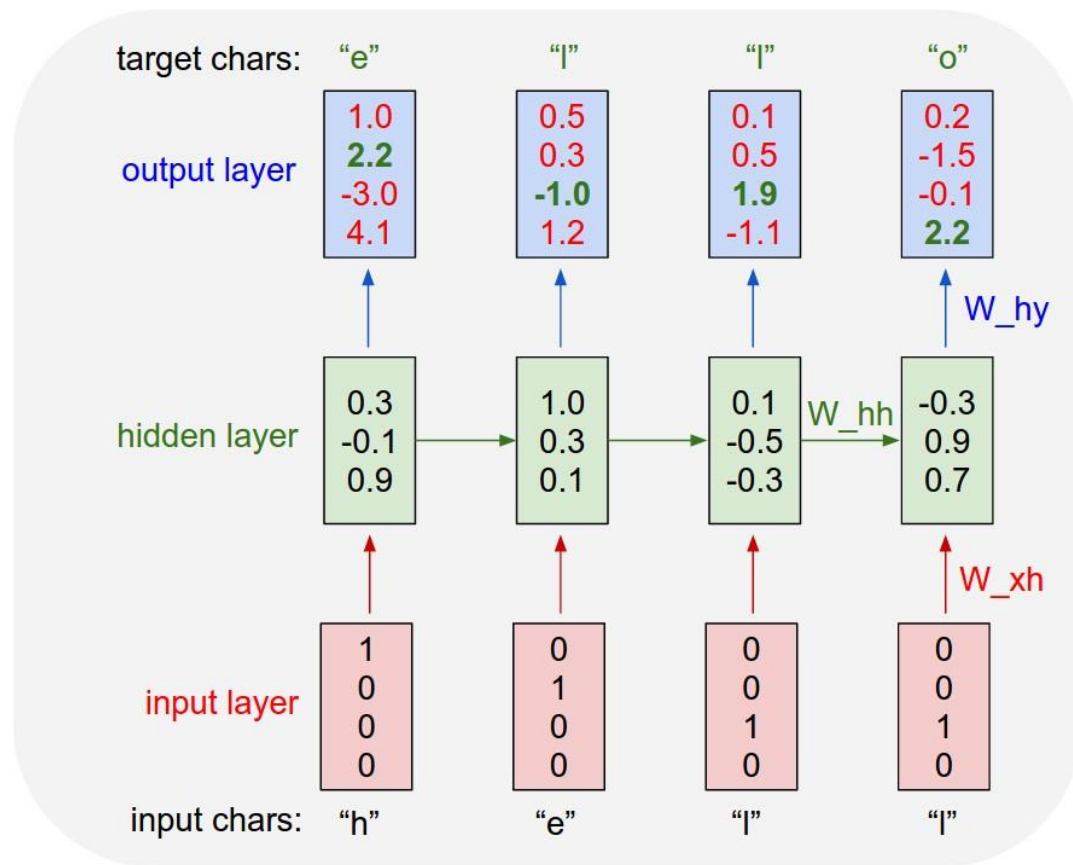 target chars: “e” “l” “l” “o”
1.0 0.5 0.1 0.2
2.2 0.3 0.5 -1.5
output layer
-3.0 -1.0 1.9 -0.1
4.1 1.2 -1.1 2.2
W_hy
0.3 1.0 0.1 -0.3
W_hh
hidden layer -0.1 0.3 -0.5 0.9
0.9 0.1 -0.3 0.7
W_xh
1 0 0 0
0 1 0 0
input layer
0 0 1 1
0 0 0 0
input chars: “h” “e” “l” “l”